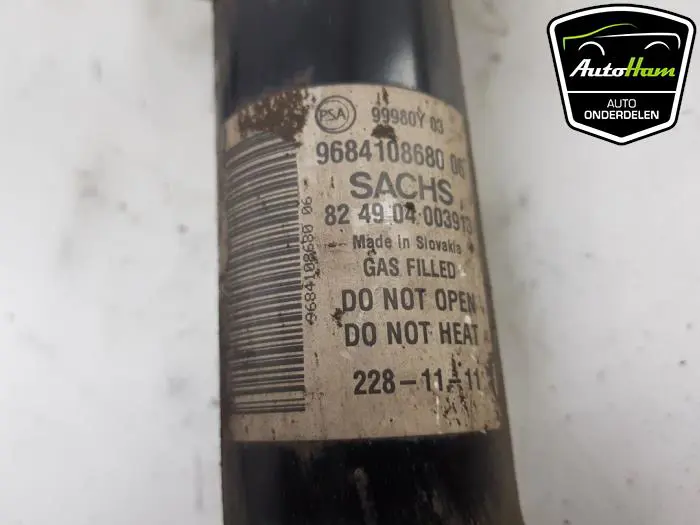 PSA 99980Y 03
9684108680 06
SACHS
82 49 04 003913
Made in Slovakia
GAS FILLED
DO NOT OPEN
DO NOT HEAT
228-11-11
9684108680 06
AutoHam
AUTO
ONDERDELEN